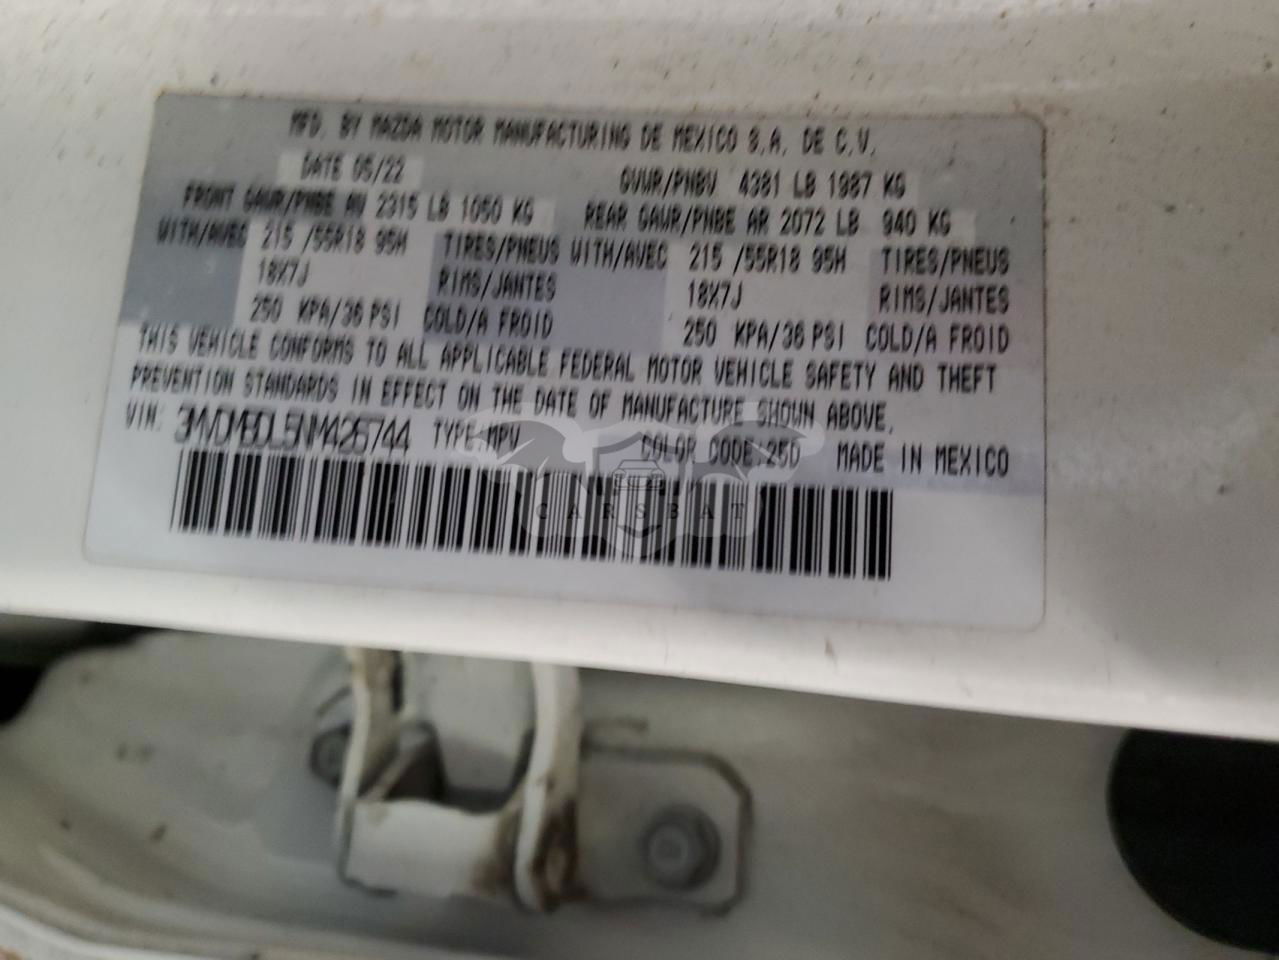 MFD. BY MAZDA MOTOR MANUFACTURING DE MEXICO S.A. DE C.V.
DATE 05/22 GVWR/PNBV 4381 LB 1987 KG
FRONT GAWR/PNBE AV 2315 LB 1050 KG REAR GAWR/PNBE AR 2072 LB 940 KG
WITH/AVEC 215 /55R18 95H TIRES/PNEUS WITH/AVEC 215 /55R18 95H TIRES/PNEUS
18X7J RIMS/JANTES 18X7J RIMS/JANTES
250 KPA/36 PSI COLD/A FROID 250 KPA/36 PSI COLD/A FROID
THIS VEHICLE CONFORMS TO ALL APPLICABLE FEDERAL MOTOR VEHICLE SAFETY AND THEFT
PREVENTION STANDARDS IN EFFECT ON THE DATE OF MANUFACTURE SHOWN ABOVE.
VIN: 3MVDMBDL5NM426744 TYPE:MPV COLOR CODE:25D MADE IN MEXICO
CARSBAT